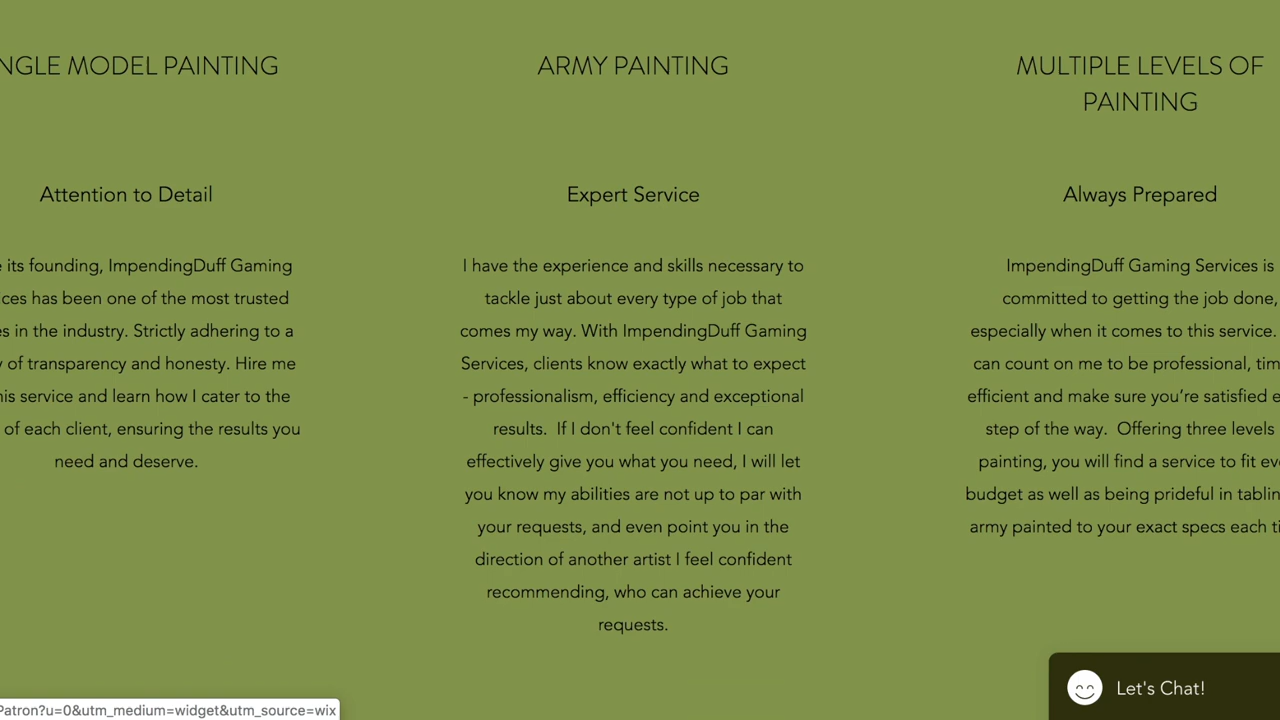 NGLE MODEL PAINTING
Attention to Detail
its founding, ImpendingDuff Gaming
ices has been one of the most trusted
es in the industry. Strictly adhering to a
of transparency and honesty. Hire me
his service and learn how I cater to the
of each client, ensuring the results you
need and deserve.
ARMY PAINTING
Expert Service
I have the experience and skills necessary to
tackle just about every type of job that
comes my way. With ImpendingDuff Gaming
Services, clients know exactly what to expect
- professionalism, efficiency and exceptional
results.  If I don't feel confident I can
effectively give you what you need, I will let
you know my abilities are not up to par with
your requests, and even point you in the
direction of another artist I feel confident
recommending, who can achieve your
requests.
MULTIPLE LEVELS OF
PAINTING
Always Prepared
ImpendingDuff Gaming Services is
committed to getting the job done,
especially when it comes to this service.
can count on me to be professional, tim
efficient and make sure you’re satisfied e
step of the way.  Offering three levels
painting, you will find a service to fit ev
budget as well as being prideful in tablin
army painted to your exact specs each ti
Let's Chat!
Patron?u=0&utm_medium=widget&utm_source=wix